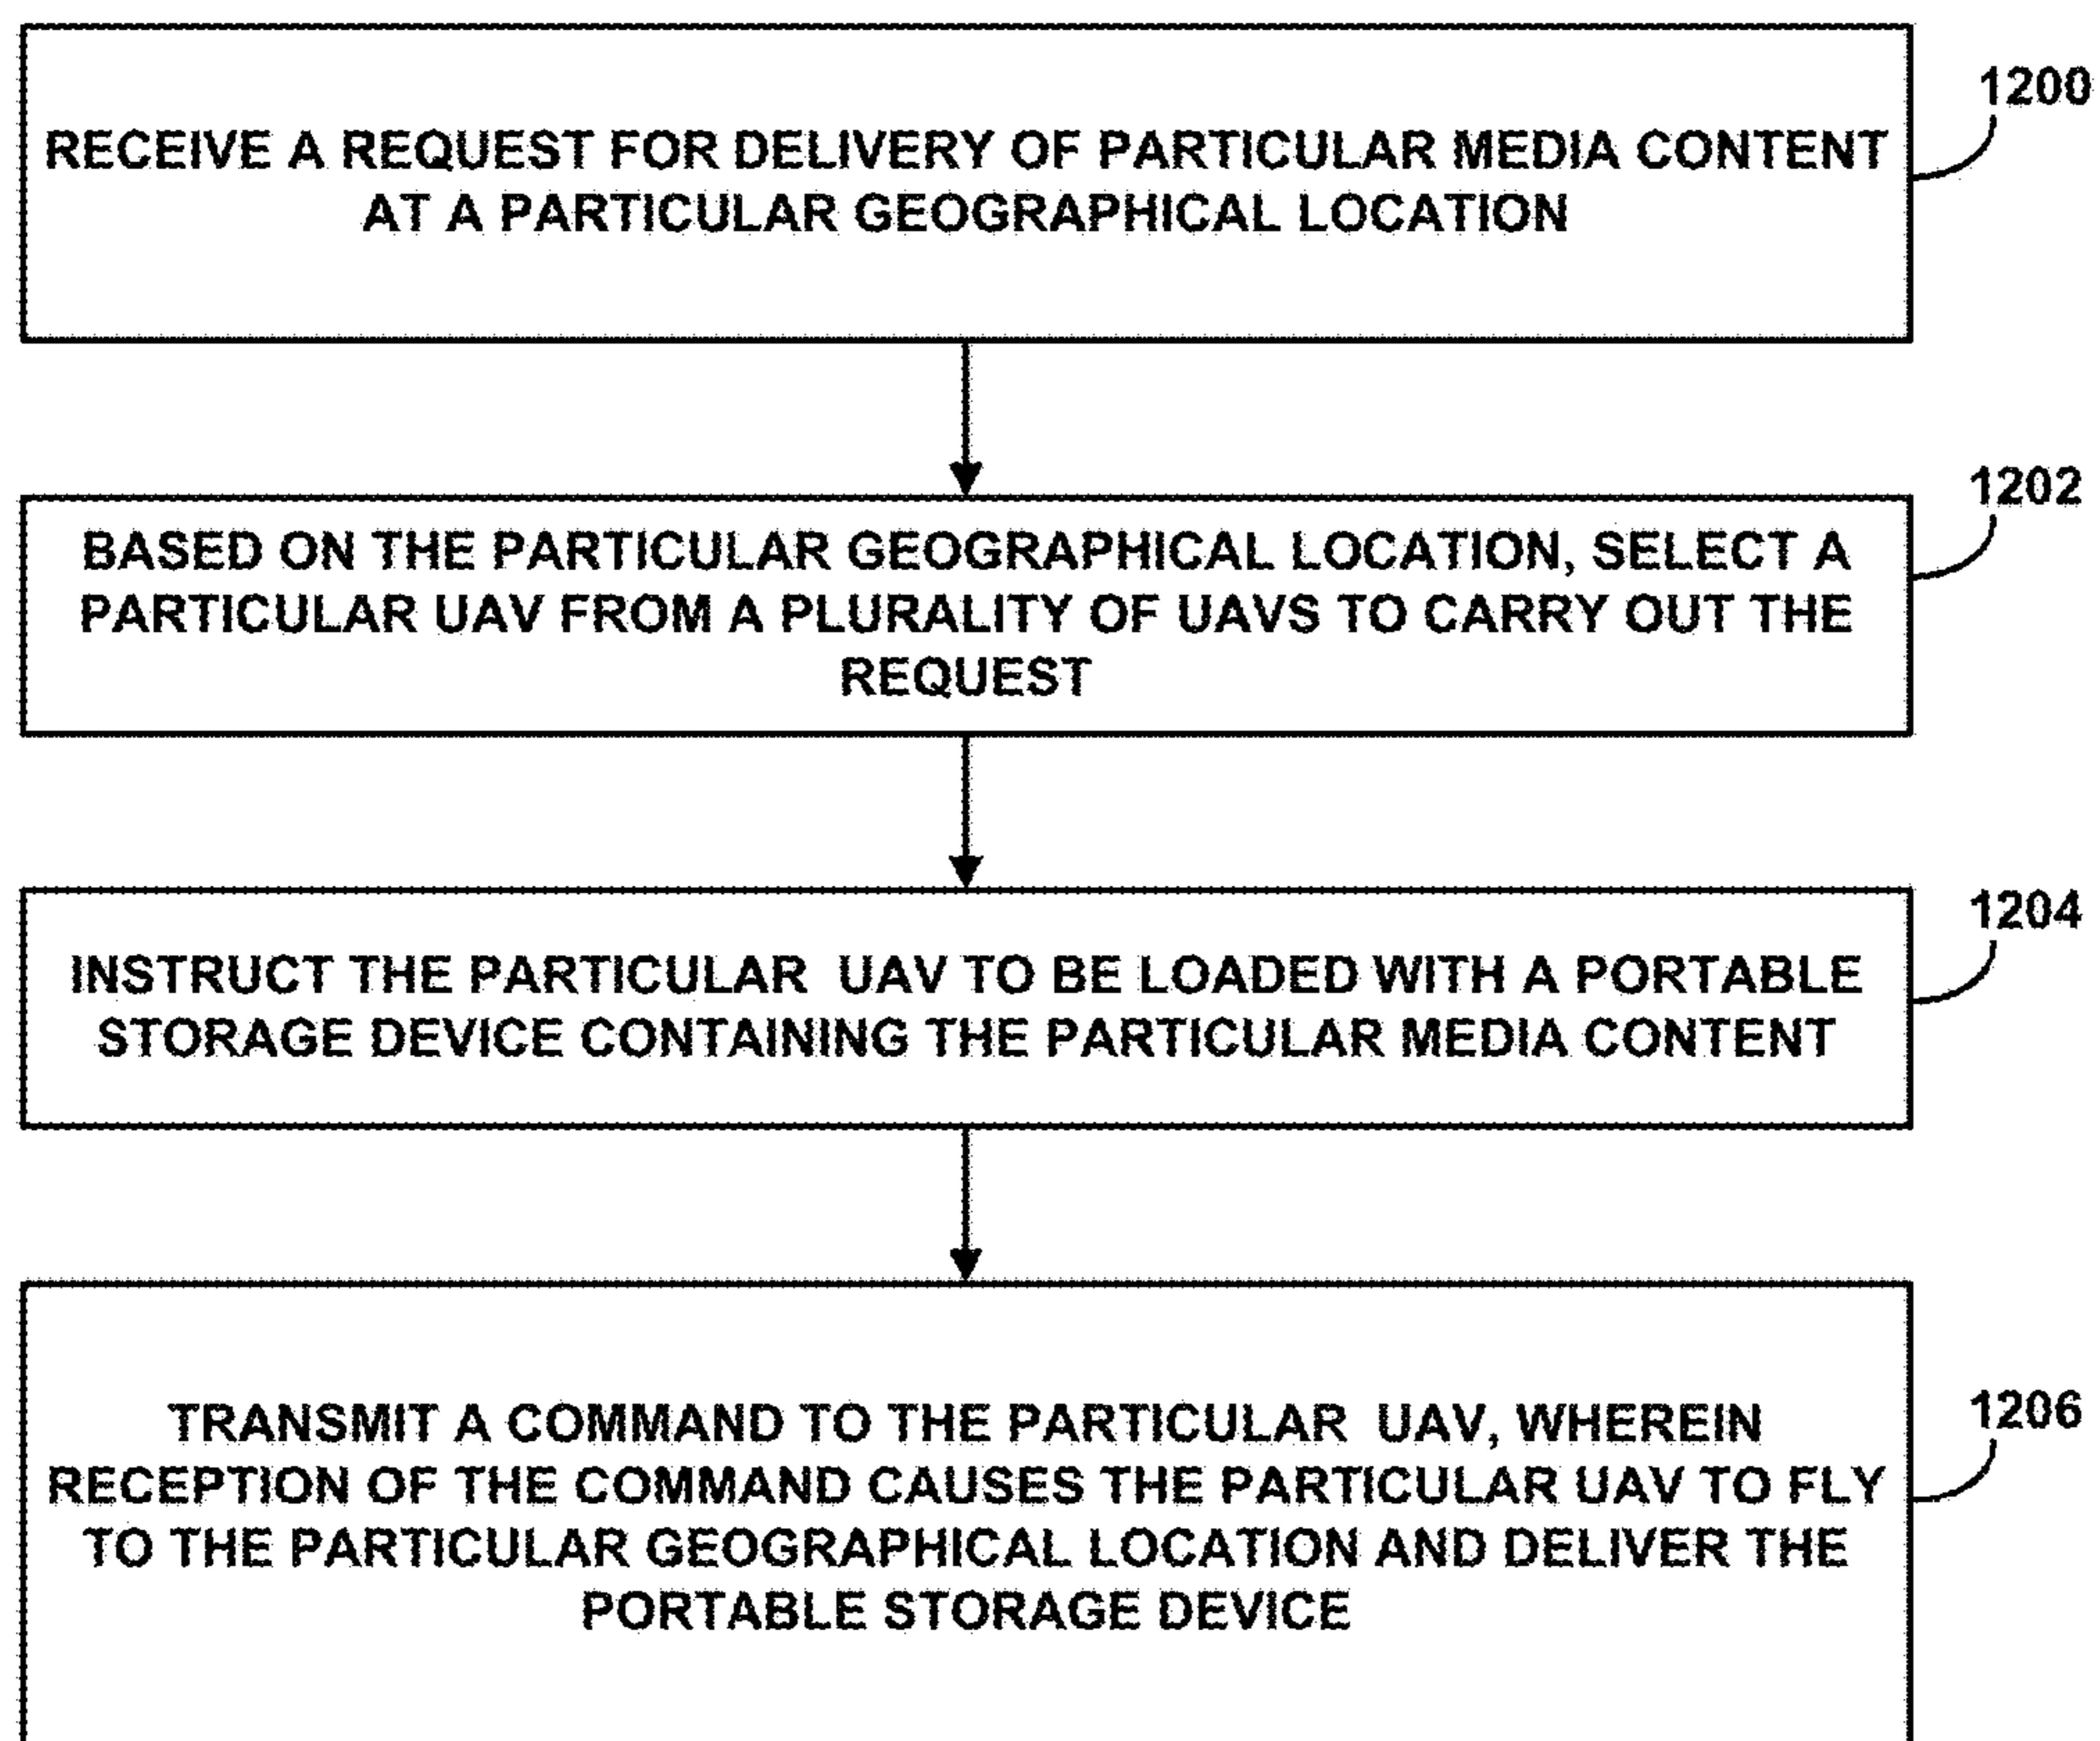 1200
RECEIVE A REQUEST FOR DELIVERY OF PARTICULAR MEDIA CONTENT
AT A PARTICULAR GEOGRAPHICAL LOCATION
1202
BASED ON THE PARTICULAR GEOGRAPHICAL LOCATION, SELECT A
PARTICULAR UAV FROM A PLURALITY OF UAVS TO CARRY OUT THE
REQUEST
1204
INSTRUCT THE PARTICULAR UAV TO BE LOADED WITH A PORTABLE
STORAGE DEVICE CONTAINING THE PARTICULAR MEDIA CONTENT
1206
TRANSMIT A COMMAND TO THE PARTICULAR UAV, WHEREIN
RECEPTION OF THE COMMAND CAUSES THE PARTICULAR UAV TO FLY
TO THE PARTICULAR GEOGRAPHICAL LOCATION AND DELIVER THE
PORTABLE STORAGE DEVICE